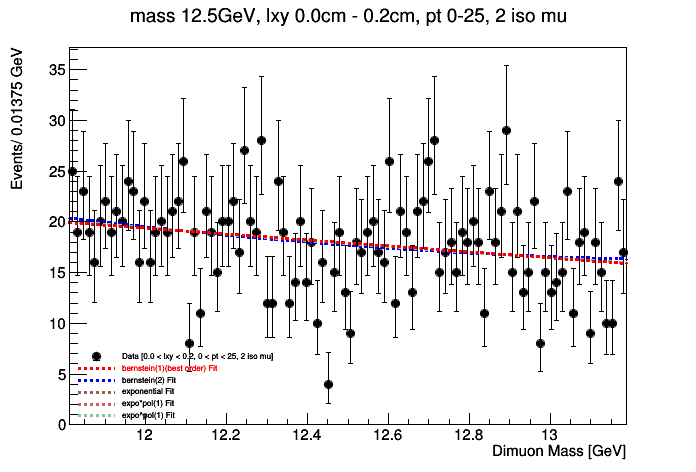 mass 12.5GeV, lxy 0.0cm - 0.2cm, pt 0-25, 2 iso mu
Events/ 0.01375 GeV
35
30
25
20
15
10
5
0
Data [0.0 < lxy < 0.2, 0 < pt < 25, 2 iso mu]
bernstein(1)(best order) Fit
bernstein(2) Fit
exponential Fit
expo*pol(1) Fit
expo*pol(1) Fit
12 12.2 12.4 12.6 12.8 13
Dimuon Mass [GeV]